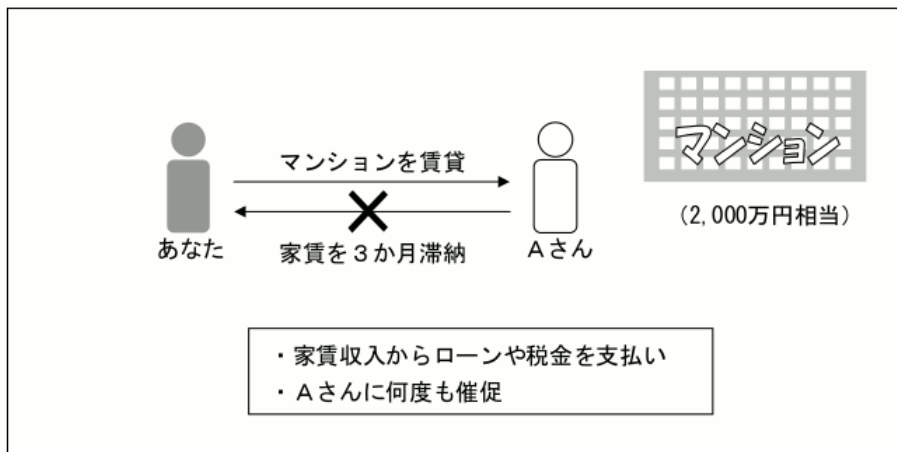 マンション
マンションを賃貸
(2,000万円相当)
あなた
家賃を3か月滞納
Aさん
・家賃収入からローンや税金を支払い
・Aさんに何度も催促